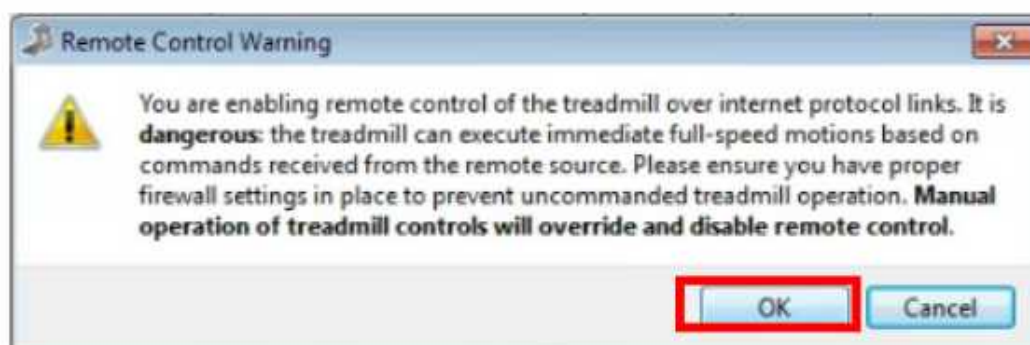 Remote Control Warning
You are enabling remote control of the treadmill over internet protocol links. It is
dangerous: the treadmill can execute immediate full-speed motions based on
commands received from the remote source. Please ensure you have proper
firewall settings in place to prevent uncommanded treadmill operation. Manual
operation of treadmill controls will override and disable remote control.
OK
Cancel